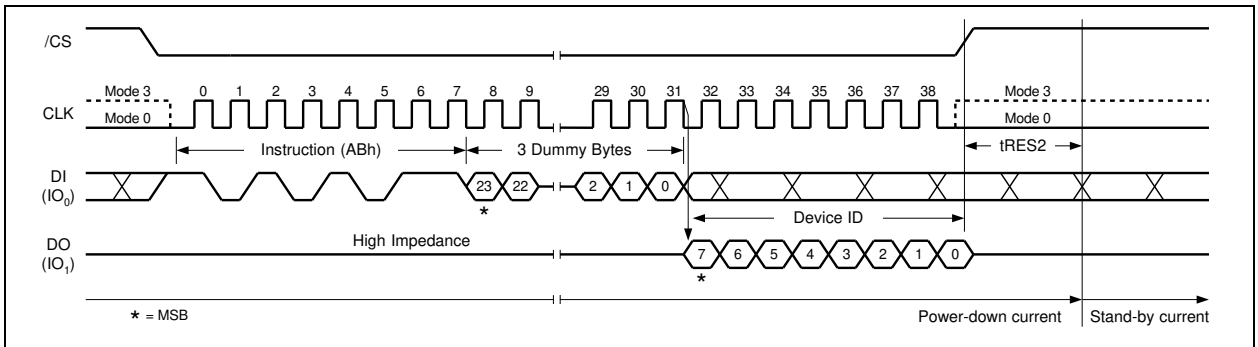 /CS
Mode 3 0 1 2 3 4 5 6 7 8 9 29 30 31 32 33 34 35 36 37 38 Mode 3
CLK
Mode 0 Mode 0
Instruction (ABh) 3 Dummy Bytes tRES2
DI
(IO0)
23 22 2 1 0
*
Device ID
DO
(IO1)
High Impedance
7 6 5 4 3 2 1 0
*
* = MSB
Power-down current Stand-by current